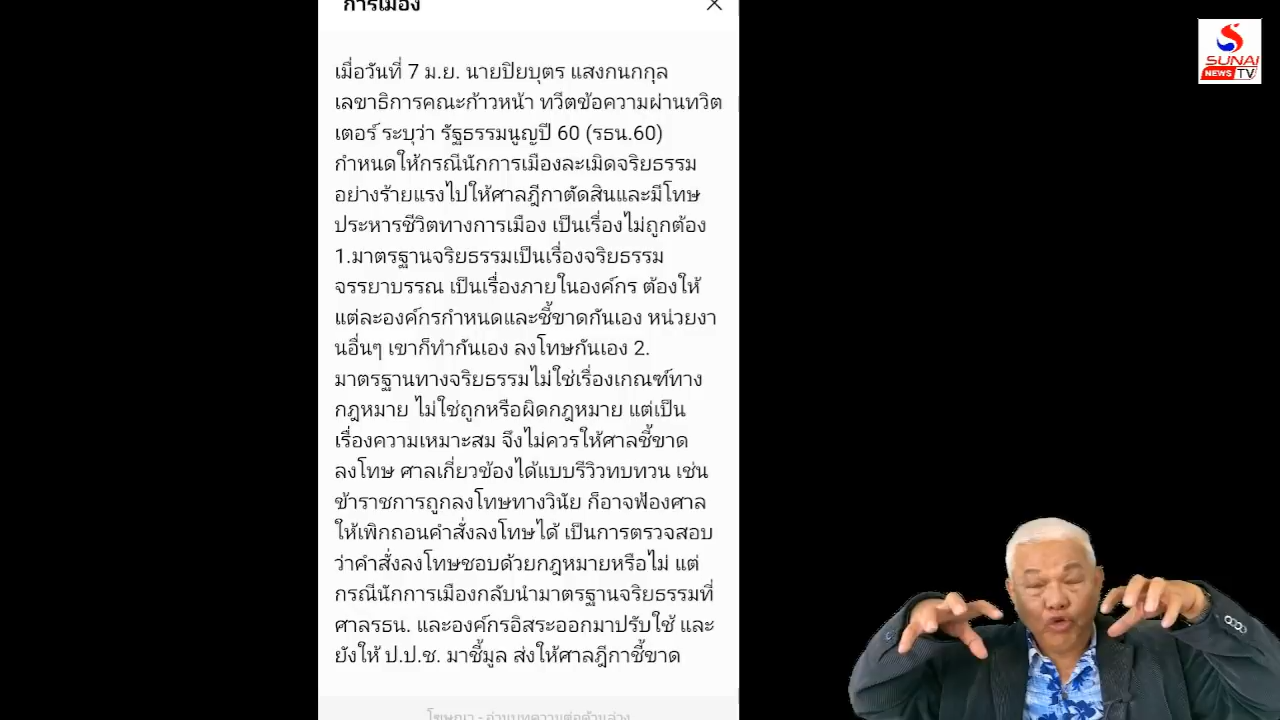 การเมือง
เมื่อวันที่ 7 ม.ย. นายปิยบุตร แสงกนกกุล
เลขาธิการคณะก้าวหน้า ทวีตข้อความผ่านทวิต
เตอร์ ระบุว่า รัฐธรรมนูญปี 60 (รธน.60)
กำหนดให้กรณีนักการเมืองละเมิดจริยธรรม
อย่างร้ายแรงไปให้ศาลฎีกาตัดสินและมีโทษ
ประหารชีวิตทางการเมือง เป็นเรื่องไม่ถูกต้อง
1.มาตรฐานจริยธรรมเป็นเรื่องจริยธรรม
จรรยาบรรณ เป็นเรื่องภายในองค์กร ต้องให้
แต่ละองค์กรกำหนดและชี้ขาดกันเอง หน่วยงา
นอื่นๆ เขาก็ทำกันเอง ลงโทษกันเอง 2.
มาตรฐานทางจริยธรรมไม่ใช่เรื่องเกณฑ์ทาง
กฎหมาย ไม่ใช่ถูกหรือผิดกฎหมาย แต่เป็น
เรื่องความเหมาะสม จึงไม่ควรให้ศาลชี้ขาด
ลงโทษ ศาลเกี่ยวข้องได้แบบรีวิวทบทวน เช่น
ข้าราชการถูกลงโทษทางวินัย ก็อาจฟ้องศาล
ให้เพิกถอนคำสั่งลงโทษได้ เป็นการตรวจสอบ
ว่าคำสั่งลงโทษชอบด้วยกฎหมายหรือไม่ แต่
กรณีนักการเมืองกลับนำมาตรฐานจริยธรรมที่
ศาลรธน. และองค์กรอิสระออกมาปรับใช้ และ
ยังให้ ป.ป.ช. มาชี้มูล ส่งให้ศาลฎีกาชี้ขาด
โฆษณา - อ่านบทความต่อด้านล่าง
SUNAI
NEWS TV